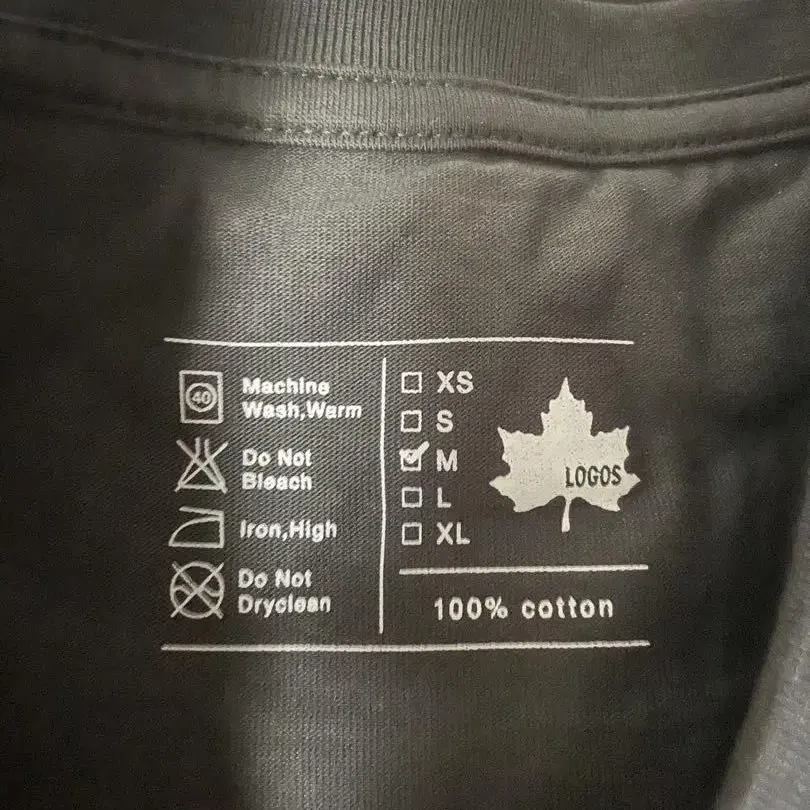 40
Machine
Wash,Warm
Do Not
Bleach
Iron,High
Do Not
Dryclean
XS
S
M
L
XL
LOGOS
100% cotton